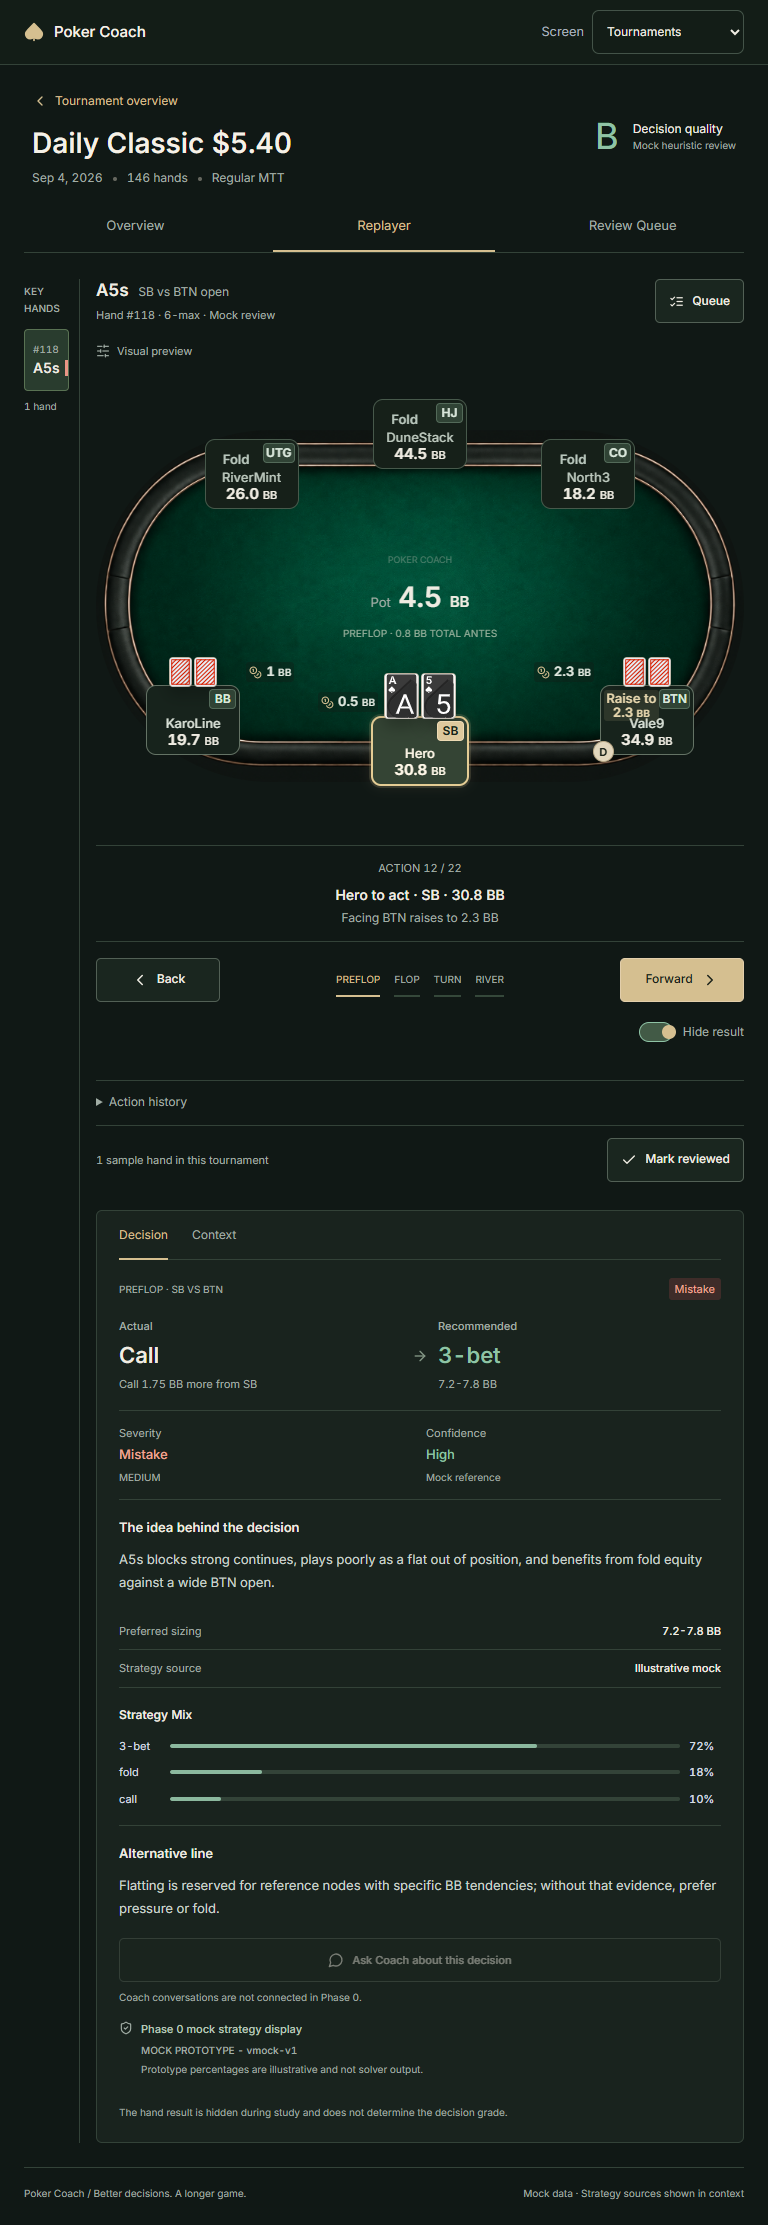 Poker Coach
Screen
Tournaments
Tournament overview
Daily Classic $5.40
Sep 4, 2026 • 146 hands • Regular MTT
B
Decision quality
Mock heuristic review
Overview
Replayer
Review Queue
KEY
HANDS
#118
A5s
1 hand
A5s SB vs BTN open
Hand #118 · 6-max · Mock review
Queue
Visual preview
Fold
HJ
DuneStack
44.5 BB
Fold
UTG
RiverMint
26.0 BB
Fold
CO
North3
18.2 BB
POKER COACH
Pot 4.5 BB
PREFLOP · 0.8 BB TOTAL ANTES
1 BB
2.3 BB
0.5 BB
BB
KaroLine
19.7 BB
A
A
5
5
SB
Hero
30.8 BB
Raise to
2.3 BB
BTN
Vale9
34.9 BB
D
ACTION 12 / 22
Hero to act · SB · 30.8 BB
Facing BTN raises to 2.3 BB
Back
PREFLOP
FLOP
TURN
RIVER
Forward
Hide result
Action history
1 sample hand in this tournament
Mark reviewed
Decision
Context
PREFLOP · SB VS BTN
Mistake
Actual
Call
Call 1.75 BB more from SB
Recommended
3-bet
7.2-7.8 BB
Severity
Mistake
MEDIUM
Confidence
High
Mock reference
The idea behind the decision
A5s blocks strong continues, plays poorly as a flat out of position, and benefits from fold equity
against a wide BTN open.
Preferred sizing
7.2-7.8 BB
Strategy source
Illustrative mock
Strategy Mix
3-bet 72%
fold 18%
call 10%
Alternative line
Flatting is reserved for reference nodes with specific BB tendencies; without that evidence, prefer
pressure or fold.
Ask Coach about this decision
Coach conversations are not connected in Phase 0.
Phase 0 mock strategy display
MOCK PROTOTYPE - vmock-v1
Prototype percentages are illustrative and not solver output.
The hand result is hidden during study and does not determine the decision grade.
Poker Coach / Better decisions. A longer game.
Mock data · Strategy sources shown in context